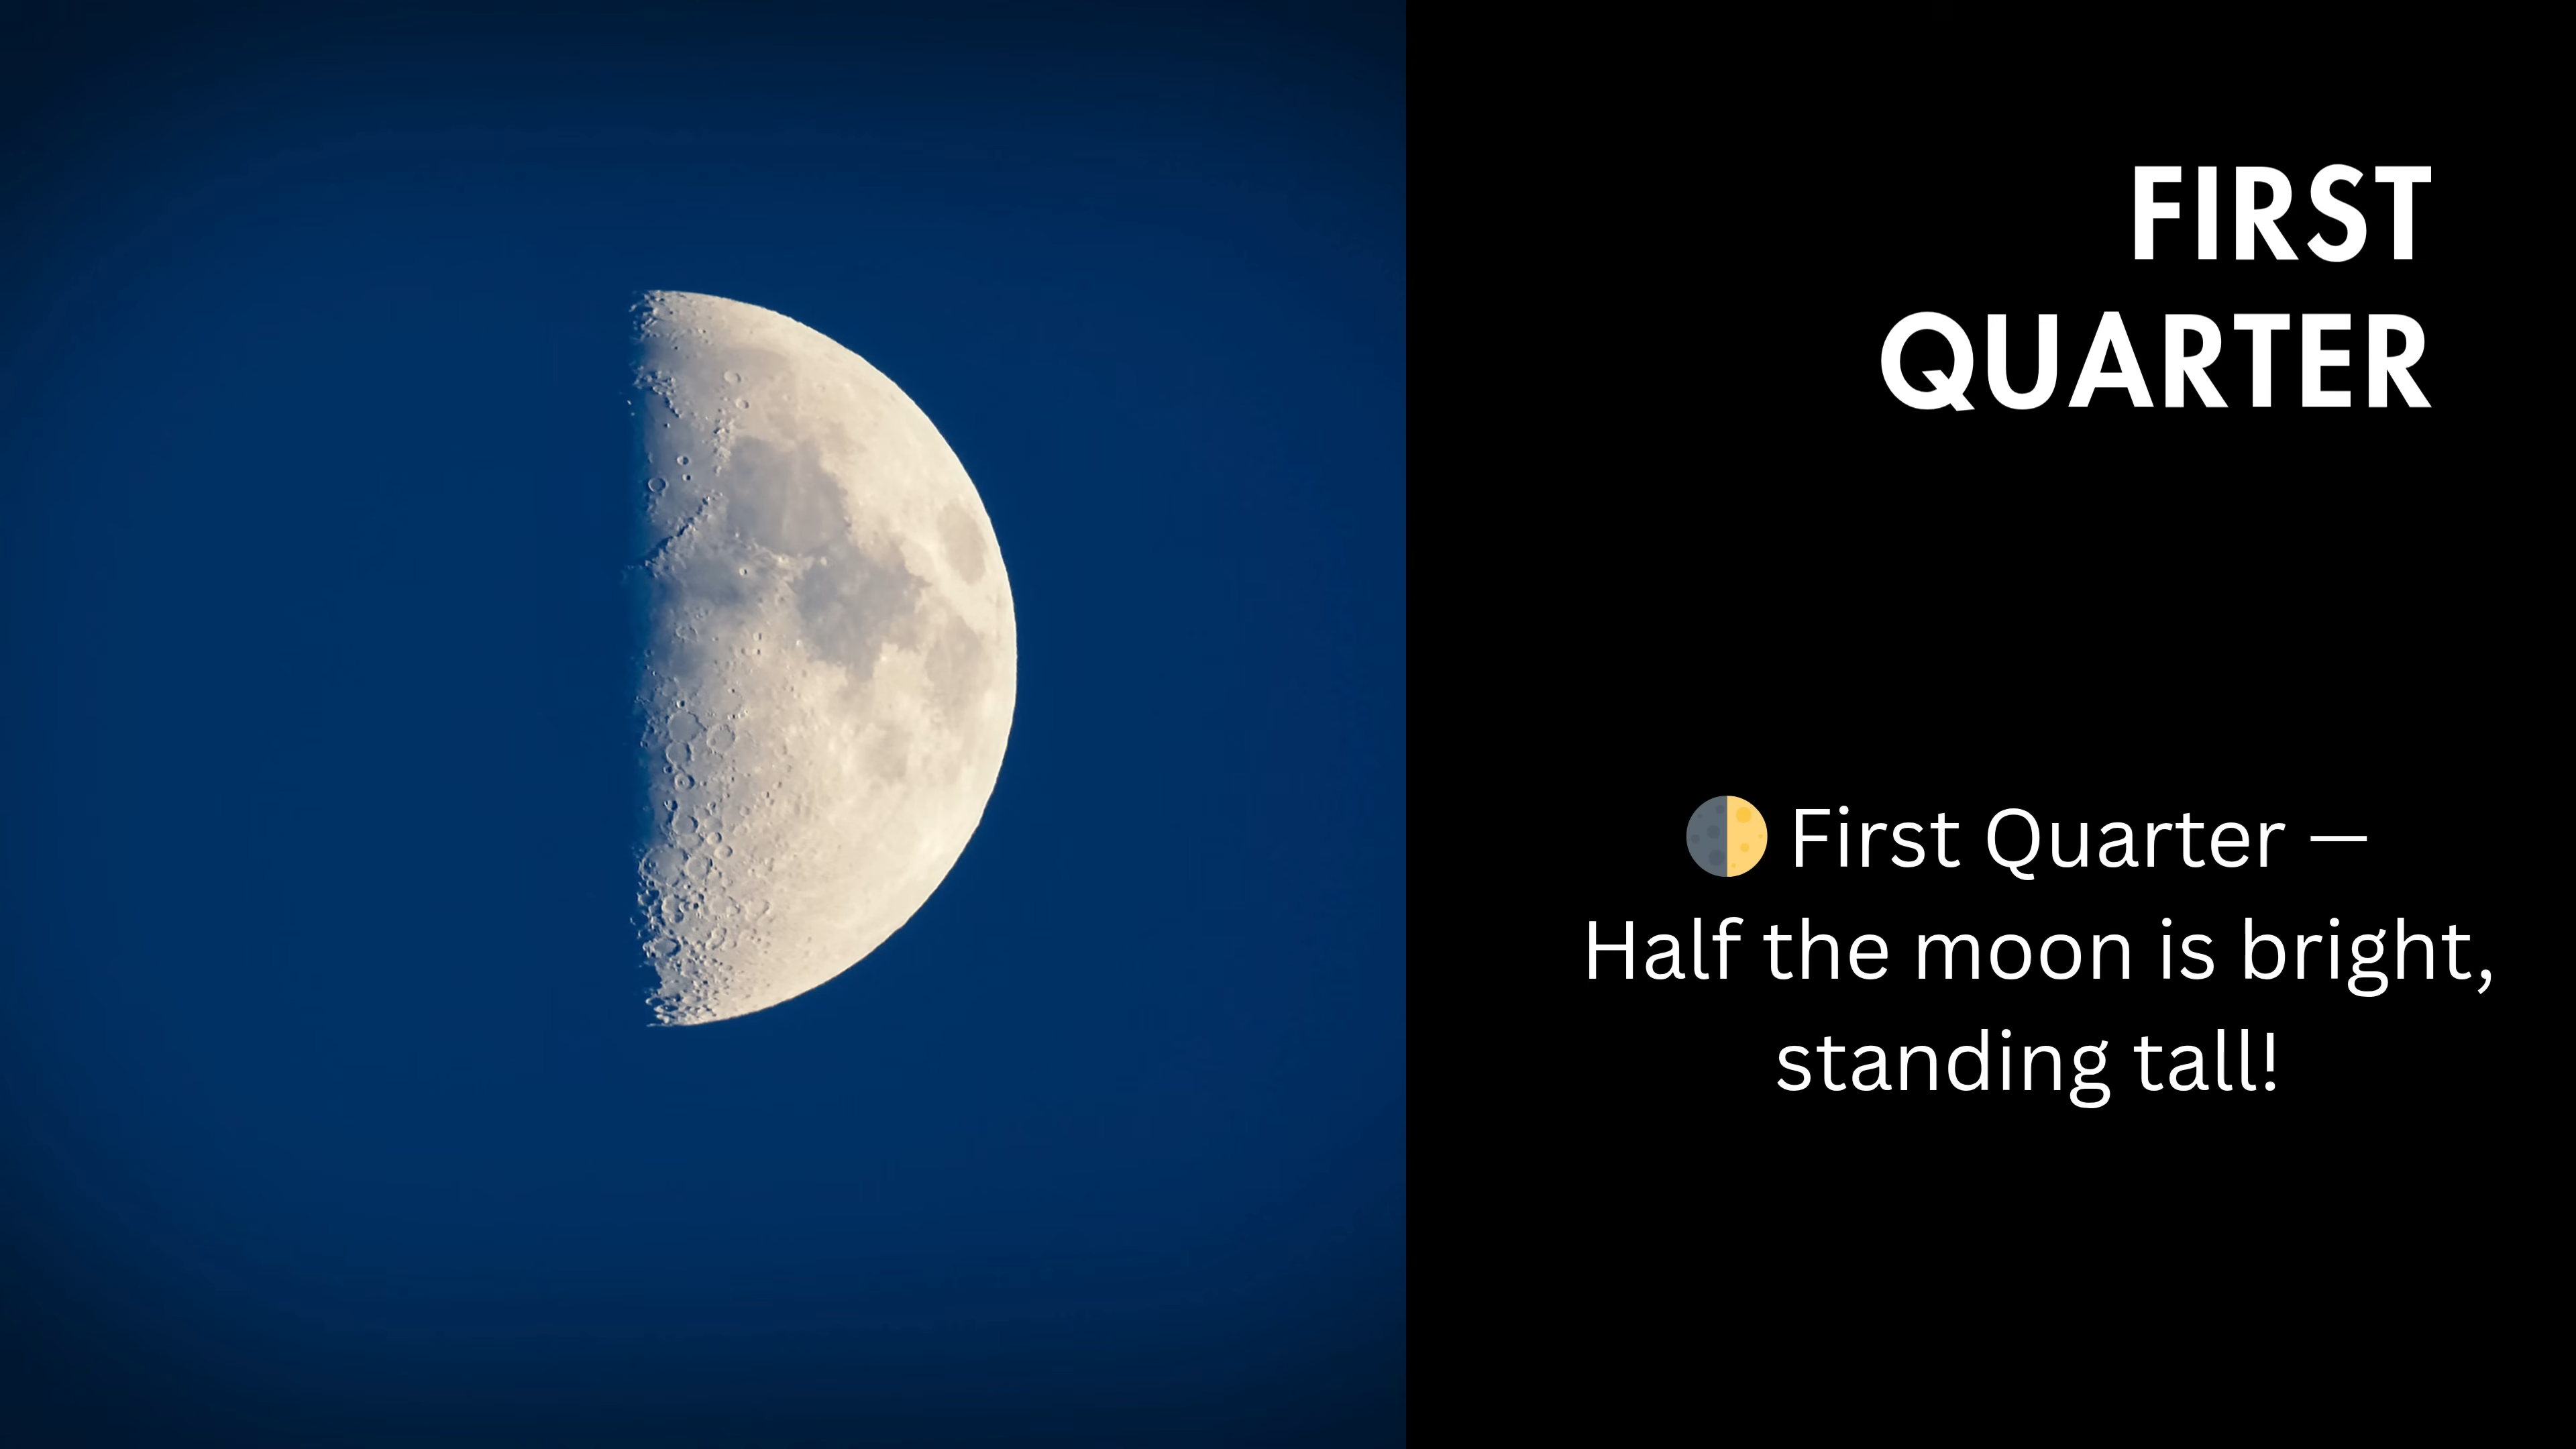 FIRST
QUARTER
🌓 First Quarter —
Half the moon is bright,
standing tall!